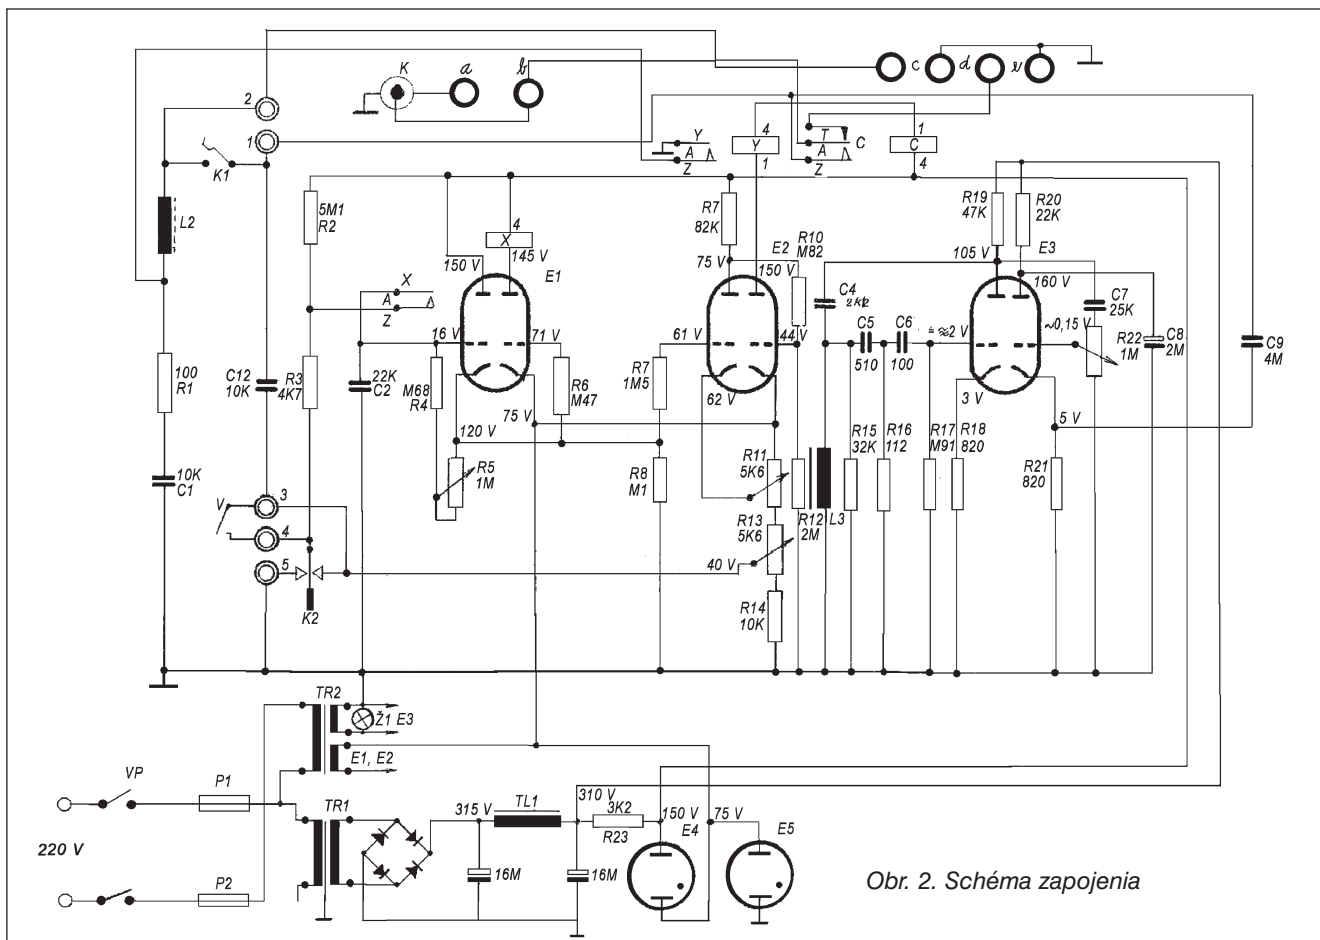 K a b c d e
2
1
K1
4 Y 1
Y A Z
T A Z C
1 C 4
L2
5M1
R2
R7
82K
R19
47K
R20
22K
4 X
145 V
150 V
E1
75 V
E2
150 V
R10
M82
105 V
E3
160 V
X
A
Z
C4
2k2
C7
25K
16 V
71 V
61 V
44 V
C5
510
C6
100
= ≈2 V
~0,15 V
R22
1M
C8
2M
C9
4M
100
R1
C12
10K
R3
4K7
22K
C2
M68
R4
R6
M47
R7
1M5
62 V
3 V
75 V
5 V
120 V
R5
1M
R8
M1
R11
5K6
R15
32K
R16
112
R17
M91
R18
820
R21
820
10K
C1
V
3
4
5
R13
5K6
R12
2M
L3
40 V
K2
R14
10K
TR2
Ž1 E3
E1, E2
VP
P1
TR1
315 V
TL1
310 V
3K2
R23
150 V
E4
75 V
E5
220 V
P2
16M
16M
Obr. 2. Schéma zapojenia